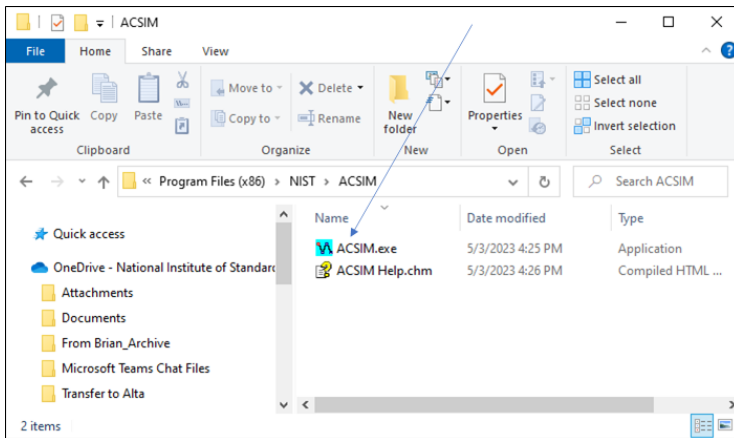 ACSIM
File Home Share View
Pin to Quick access
Copy
Paste
Move to
Copy to
Delete
Rename
New folder
Properties
Select all
Select none
Invert selection
Clipboard Organize New Open Select
« Program Files (x86) > NIST > ACSIM
Search ACSIM
Name Date modified Type
Quick access
OneDrive - National Institute of Standard
Attachments
Documents
From Brian_Archive
Microsoft Teams Chat Files
Transfer to Alta
ACSIM.exe 5/3/2023 4:25 PM Application
ACSIM Help.chm 5/3/2023 4:26 PM Compiled HTML ...
2 items